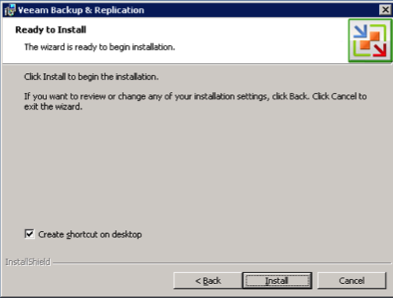 Veeam Backup & Replication
Ready to Install
The wizard is ready to begin installation.
Click Install to begin the installation.
If you want to review or change any of your installation settings, click Back. Click Cancel to
exit the wizard.
Create shortcut on desktop
InstallShield
< Back
Install
Cancel